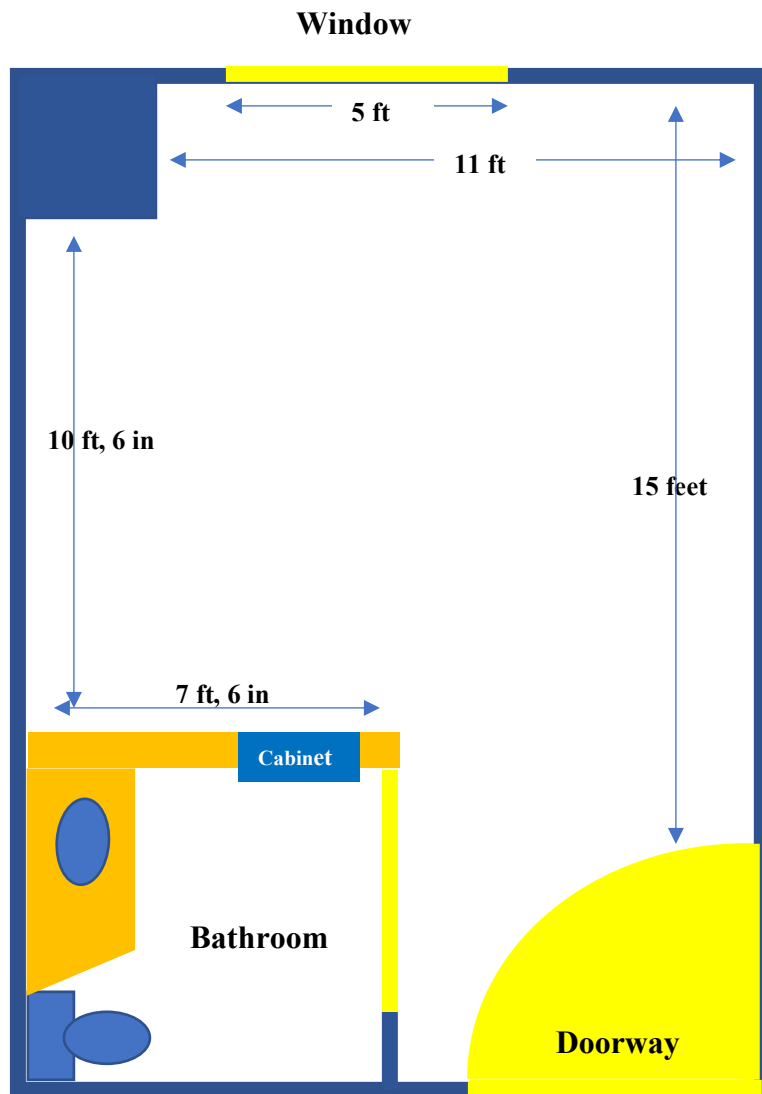 Window
5 ft
11 ft
10 ft, 6 in
15 feet
7 ft, 6 in
Cabinet
Bathroom
Doorway